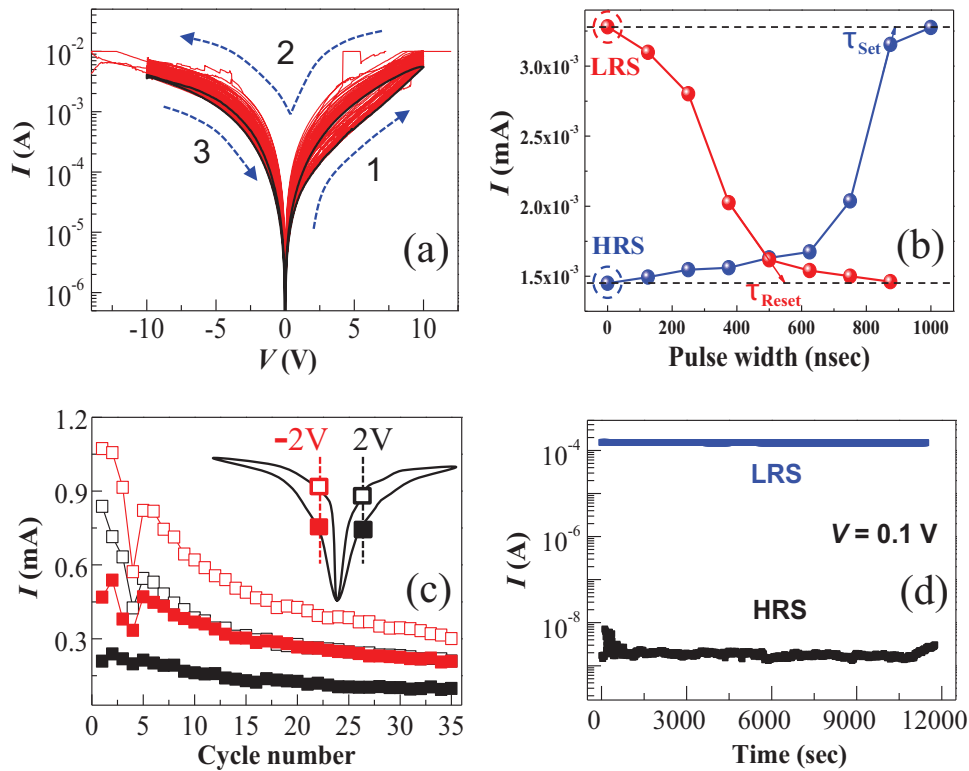 10⁻²
10⁻³
10⁻⁴
10⁻⁵
10⁻⁶
I (A)
2
3
1
(a)
-10 -5 0 5 10
V (V)
3.0x10⁻³
2.5x10⁻³
2.0x10⁻³
1.5x10⁻³
I (mA)
LRS
HRS
τSet
τReset
(b)
0 200 400 600 800 1000
Pulse width (nsec)
1.2
0.9
0.6
0.3
I (mA)
-2V 2V
(c)
0 5 10 15 20 25 30 35
Cycle number
10⁻⁴
10⁻⁶
10⁻⁸
I (A)
LRS
V = 0.1 V
HRS
(d)
0 3000 6000 9000 12000
Time (sec)